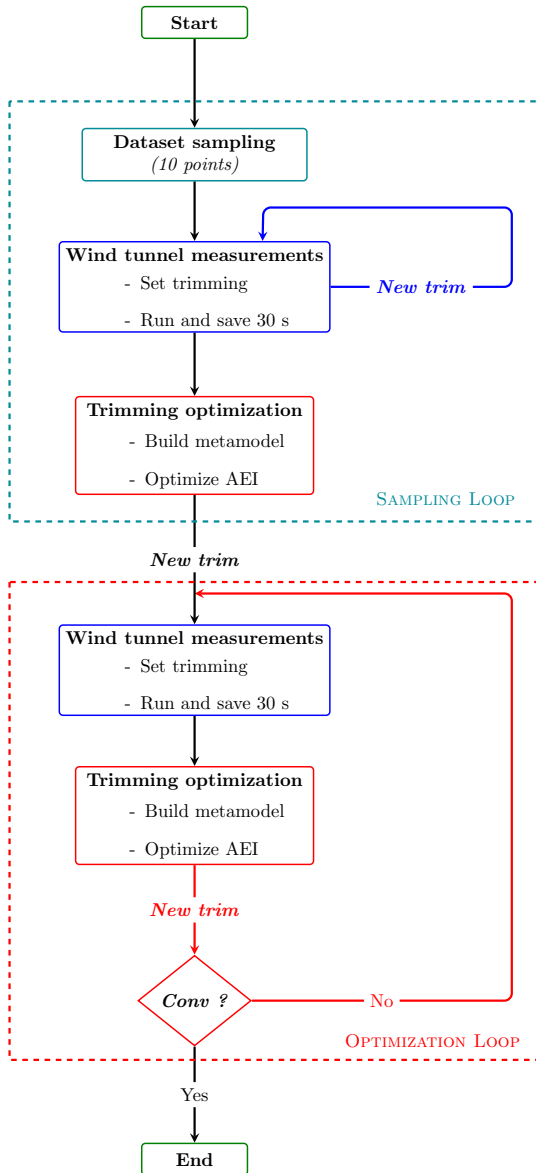 Start
Dataset sampling
(10 points)
Wind tunnel measurements
- Set trimming
New trim
- Run and save 30 s
Trimming optimization
- Build metamodel
- Optimize AEI
SAMPLING LOOP
New trim
Wind tunnel measurements
- Set trimming
- Run and save 30 s
Trimming optimization
- Build metamodel
- Optimize AEI
New trim
Conv ?
No
OPTIMIZATION LOOP
Yes
End